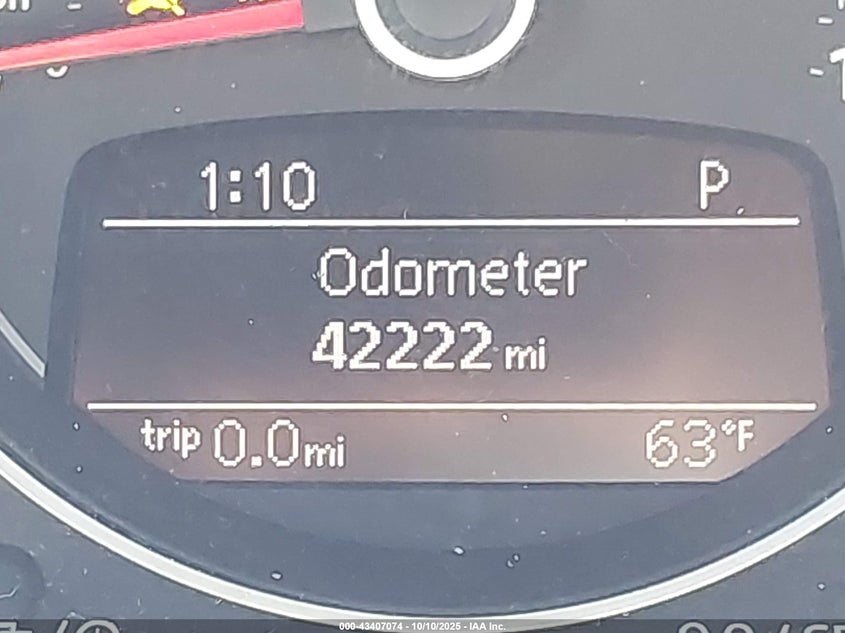 1:10 P
Odometer
42222 mi
trip 0.0 mi 63°F
000-43407074 - 10/10/2025 - IAA Inc.